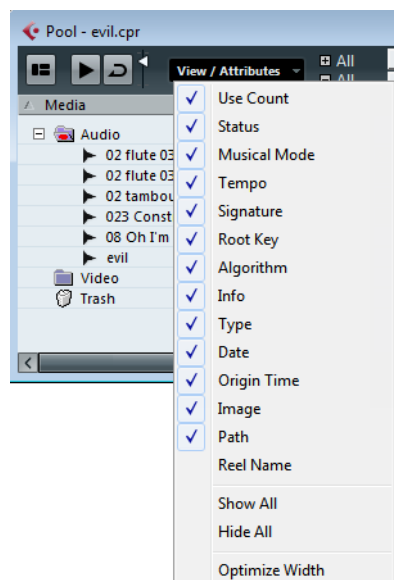 Pool - evil.cpr
View / Attributes
All
All
Media
Audio
02 flute 03
02 flute 03
02 tambou
023 Const
08 Oh I'm
evil
Video
Trash
Use Count
Status
Musical Mode
Tempo
Signature
Root Key
Algorithm
Info
Type
Date
Origin Time
Image
Path
Reel Name
Show All
Hide All
Optimize Width